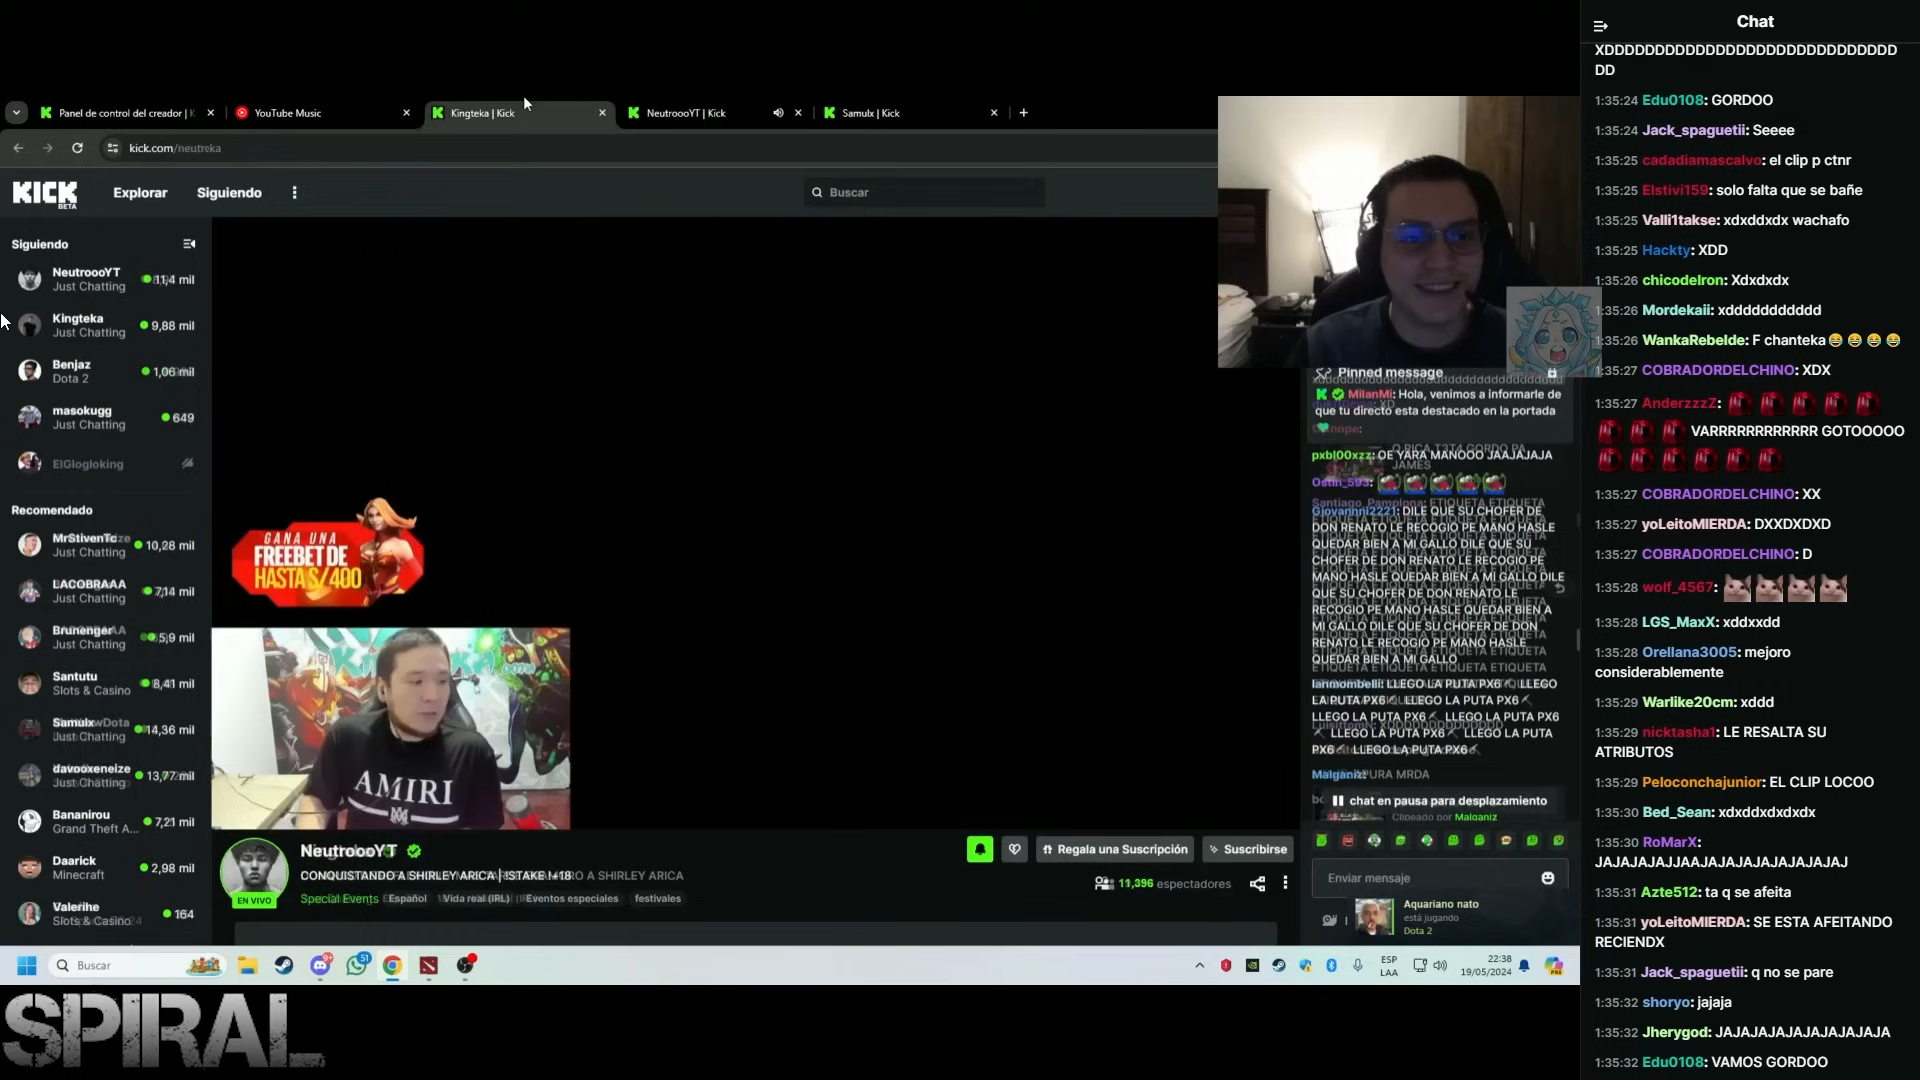 Panel de control del creador | K
YouTube Music
Kingteka | Kick
NeutroooYT | Kick
Samulx | Kick
kick.com/neutreka
KICK
BETA
Explorar
Siguiendo
Buscar
Siguiendo
NeutroooYT
Just Chatting
11,4 mil
Kingteka
Just Chatting
9,88 mil
Benjaz
Dota 2
1,06 mil
masokugg
Just Chatting
649
ElGlogloking
Recomendado
MrStivenTc
Just Chatting
10,28 mil
LACOBRAAA
Just Chatting
7,14 mil
Brunenger
Just Chatting
Santutu
Slots & Casino
8,41 mil
Samulx
Just Chatting
14,36 mil
davooxeneize
Just Chatting
13,77 mil
Bananirou
Grand Theft A...
7,21 mil
Daarick
Minecraft
2,98 mil
Valerihe
Slots & Casino
164
GANA UNA
FREEBET DE
HASTA S/400
AMIRI
NeutroooYT
EN VIVO
CONQUISTANDO A SHIRLEY ARICA | !STAKE !+18
Special Events
Español
Vida real (IRL)
Eventos especiales
festivales
Regala una Suscripción
Suscribirse
11,396 espectadores
Pinned message
MilanMi: Hola, venimos a informarle de
que tu directo esta destacado en la portada
pxbl00xzz: OE YARA MANOOO JAAJAJAJA
Ostin_593:
Giovannni2221: DILE QUE SU CHOFER DE
DON RENATO LE RECOGIO PE MANO HASLE
QUEDAR BIEN A MI GALLO DILE QUE SU
CHOFER DE DON RENATO LE RECOGIO PE
MANO HASLE QUEDAR BIEN A MI GALLO DILE
QUE SU CHOFER DE DON RENATO LE
RECOGIO PE MANO HASLE QUEDAR BIEN A
MI GALLO DILE QUE SU CHOFER DE DON
RENATO LE RECOGIO PE MANO HASLE
QUEDAR BIEN A MI GALLO
Ianmombelli: LLEGO LA PUTA PX6 LLEGO
LA PUTA PX6 LLEGO LA PUTA PX6
LLEGO LA PUTA PX6 LLEGO LA PUTA PX6
LLEGO LA PUTA PX6 LLEGO LA PUTA
PX6 LLEGO LA PUTA PX6
Malganiz: APURA MRDA
chat en pausa para desplazamiento
Clipeado por Malganiz
Enviar mensaje
Aquariano nato
está jugando
Dota 2
Buscar
ESP
LAA
22:38
19/05/2024
SPIRAL
Chat
XDDDDDDDDDDDDDDDDDDDDDDDDDDDD
DD
1:35:24 Edu0108: GORDOO
1:35:24 Jack_spaguetii: Seeee
1:35:25 cadadiamascalvo: el clip p ctnr
1:35:25 Elstivi159: solo falta que se bañe
1:35:25 Valli1takse: xdxddxdx wachafo
1:35:25 Hackty: XDD
1:35:26 chicodelron: Xdxdxdx
1:35:26 Mordekaii: xddddddddddd
1:35:26 WankaRebelde: F chanteka😂😂😂😂
1:35:27 COBRADORDELCHINO: XDX
1:35:27 AnderzzzZ:
VARRRRRRRRRRRR GOTOOOOO
1:35:27 COBRADORDELCHINO: XX
1:35:27 yoLeitoMIERDA: DXXDXDXD
1:35:27 COBRADORDELCHINO: D
1:35:28 wolf_4567:
1:35:28 LGS_MaxX: xddxxdd
1:35:28 Orellana3005: mejoro
considerablemente
1:35:29 Warlike20cm: xddd
1:35:29 nicktasha1: LE RESALTA SU
ATRIBUTOS
1:35:29 Peloconchajunior: EL CLIP LOCOO
1:35:30 Bed_Sean: xdxddxdxdxdx
1:35:30 RoMarX:
JAJAJAJAJJAAJAJAJAJAJAJAJAJ
1:35:31 Azte512: ta q se afeita
1:35:31 yoLeitoMIERDA: SE ESTA AFEITANDO
RECIENDX
1:35:31 Jack_spaguetii: q no se pare
1:35:32 shoryo: jajaja
1:35:32 Jherygod: JAJAJAJAJAJAJAJAJAJA
1:35:32 Edu0108: VAMOS GORDOO